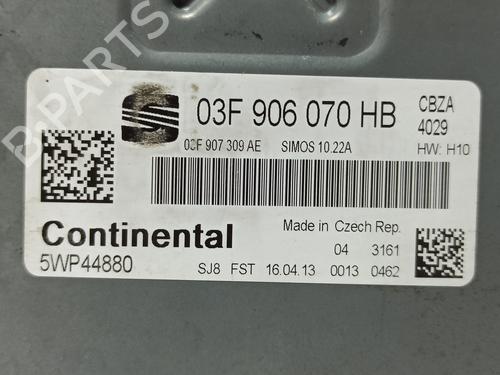 03F 906 070 HB
CBZA
4029
03F 907 309 AE SIMOS 10.22A HW: H10
Continental
Made in Czech Rep.
04 3161
5WP44880
SJ8 FST 16.04.13 0013 0462
B-PARTS